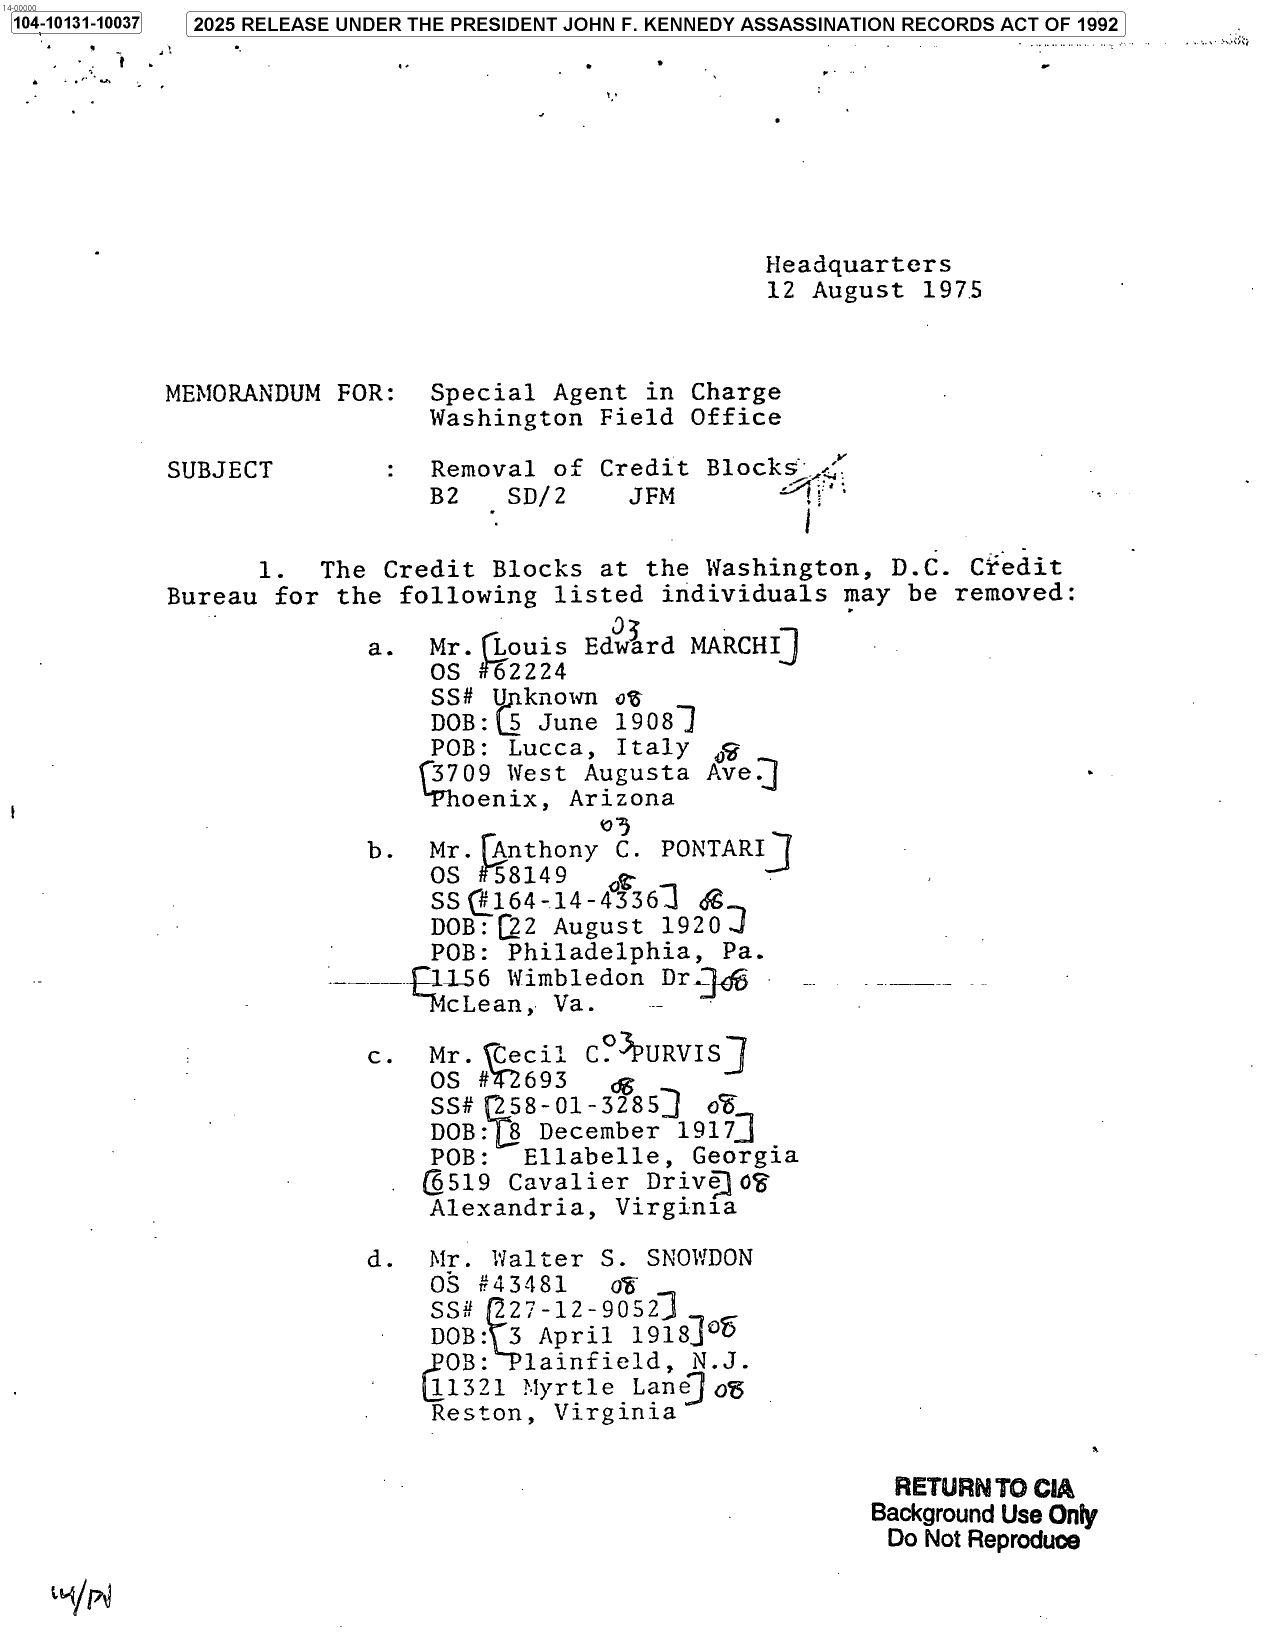 14-00000
104-10131-10037
2025 RELEASE UNDER THE PRESIDENT JOHN F. KENNEDY ASSASSINATION RECORDS ACT OF 1992
Headquarters
12 August 1975
MEMORANDUM FOR: Special Agent in Charge
Washington Field Office
SUBJECT : Removal of Credit Blocks
B2 SD/2 JFM
1. The Credit Blocks at the Washington, D.C. Credit
Bureau for the following listed individuals may be removed:
03
a. Mr. [Louis Edward MARCHI]
OS #62224
SS# Unknown 08
DOB: [5 June 1908]
POB: Lucca, Italy 08
[3709 West Augusta Ave.]
Phoenix, Arizona
03
b. Mr. [Anthony C. PONTARI]
OS #58149 08
SS [#164-14-4336] 08
DOB: [22 August 1920]
POB: Philadelphia, Pa.
[1156 Wimbledon Dr.] 08
McLean, Va.
03
c. Mr. [Cecil C. PURVIS]
OS #42693 08
SS# [258-01-3285] 08
DOB: [8 December 1917]
POB: Ellabelle, Georgia
[6519 Cavalier Drive] 08
Alexandria, Virginia
d. Mr. Walter S. SNOWDON
OS #43481 08
SS# [227-12-9052]
DOB: [3 April 1918] 08
POB: Plainfield, N.J.
[11321 Myrtle Lane] 08
Reston, Virginia
RETURN TO CIA
Background Use Only
Do Not Reproduce